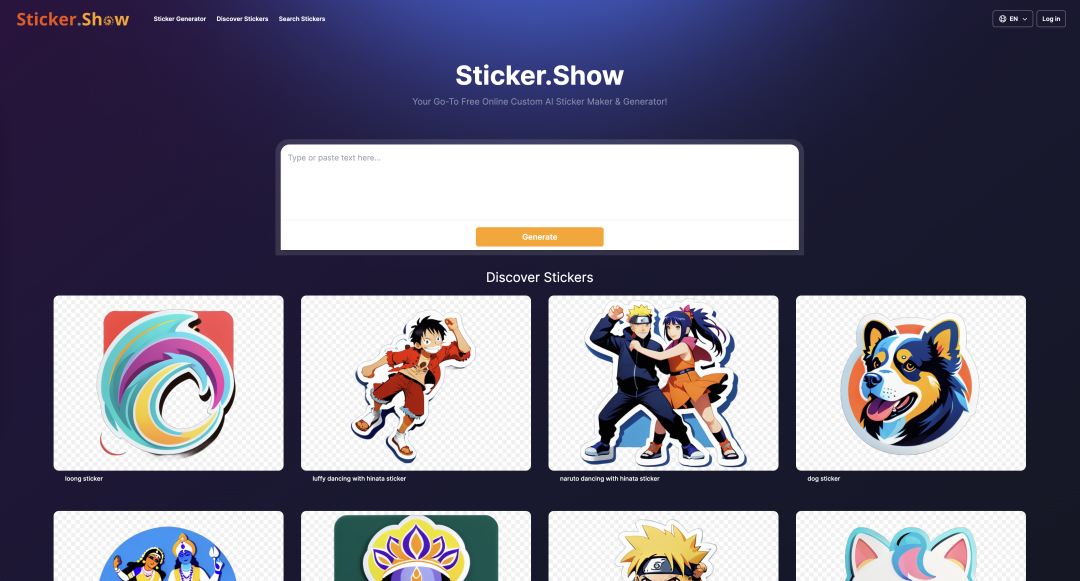 Sticker.Show
Sticker Generator
Discover Stickers
Search Stickers
EN
Log in
Sticker.Show
Your Go-To Free Online Custom AI Sticker Maker & Generator!
Type or paste text here...
Generate
Discover Stickers
loong sticker
luffy dancing with hinata sticker
naruto dancing with hinata sticker
dog sticker